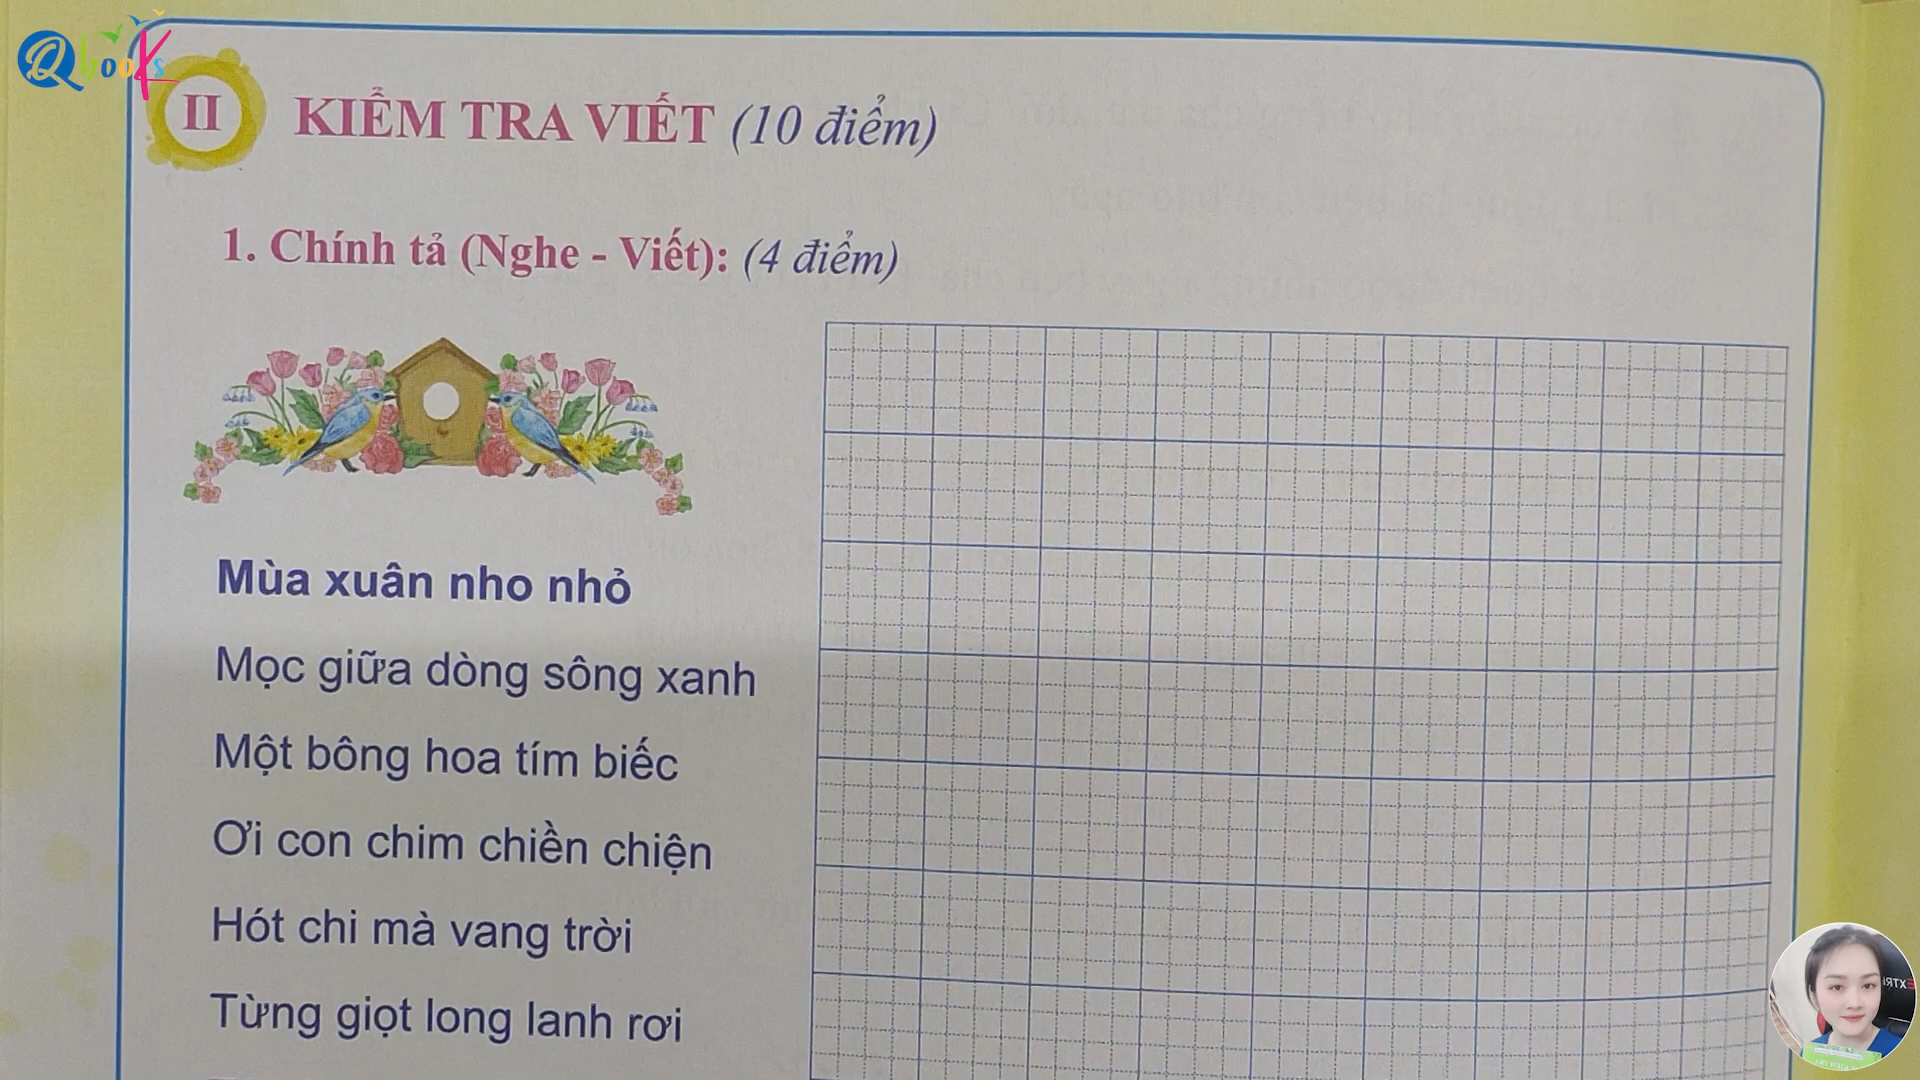 Qbooks
II KIỂM TRA VIẾT (10 điểm)
1. Chính tả (Nghe - Viết): (4 điểm)
Mùa xuân nho nhỏ
Mọc giữa dòng sông xanh
Một bông hoa tím biếc
Ơi con chim chiền chiện
Hót chi mà vang trời
Từng giọt long lanh rơi